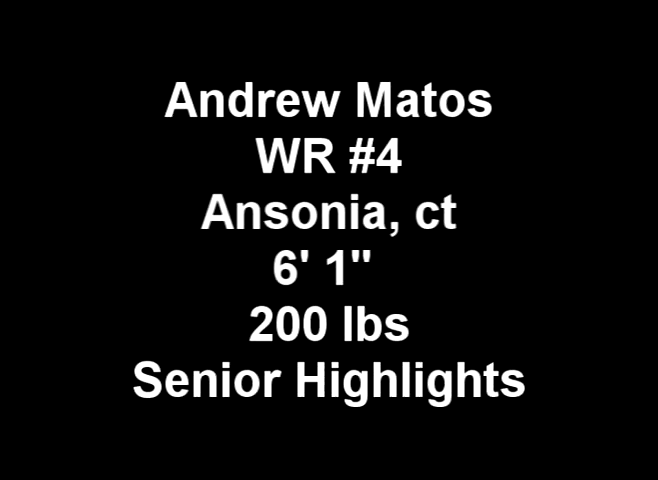 Andrew Matos
WR #4
Ansonia, ct
6' 1"
200 lbs
Senior Highlights